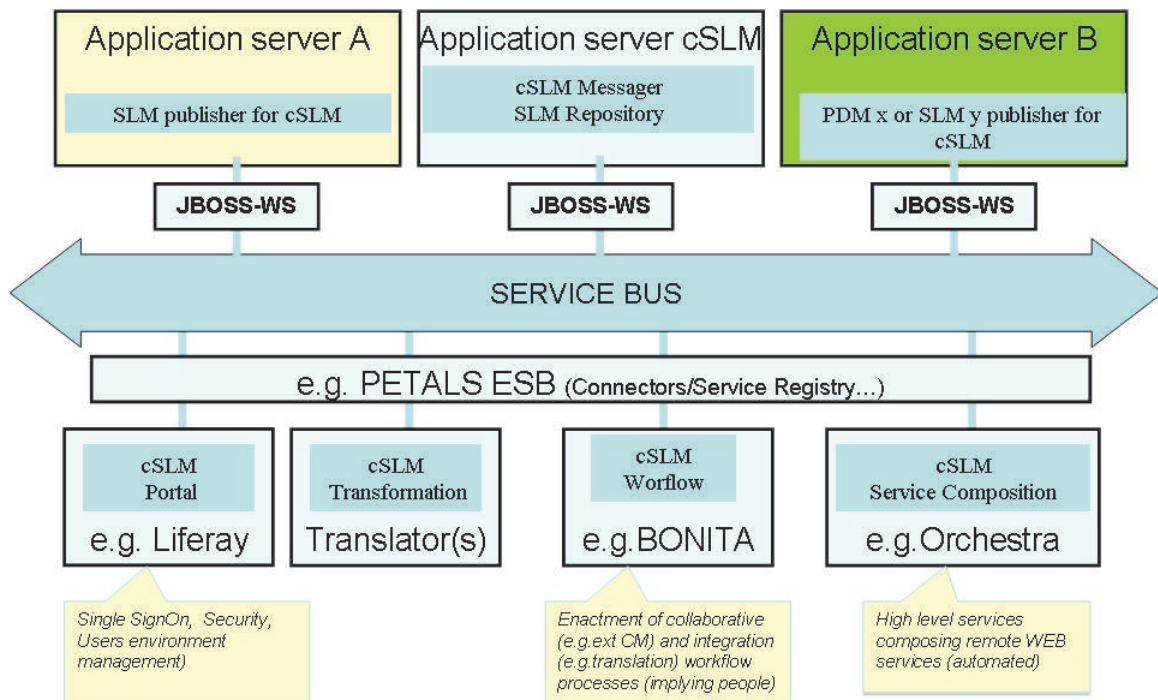 Application server A
SLM publisher for cSLM
Application server cSLM
cSLM Messager
SLM Repository
Application server B
PDM x or SLM y publisher for
cSLM
JBOSS-WS
JBOSS-WS
JBOSS-WS
SERVICE BUS
e.g. PETALS ESB (Connectors/Service Registry...)
cSLM
Portal
e.g. Liferay
cSLM
Transformation
Translator(s)
cSLM
Worflow
e.g.BONITA
cSLM
Service Composition
e.g.Orchestra
Single SignOn, Security,
Users environment
management)
Enactment of collaborative
(e.g.ext CM) and integration
(e.g.translation) workflow
processes (implying people)
High level services
composing remote WEB
services (automated)